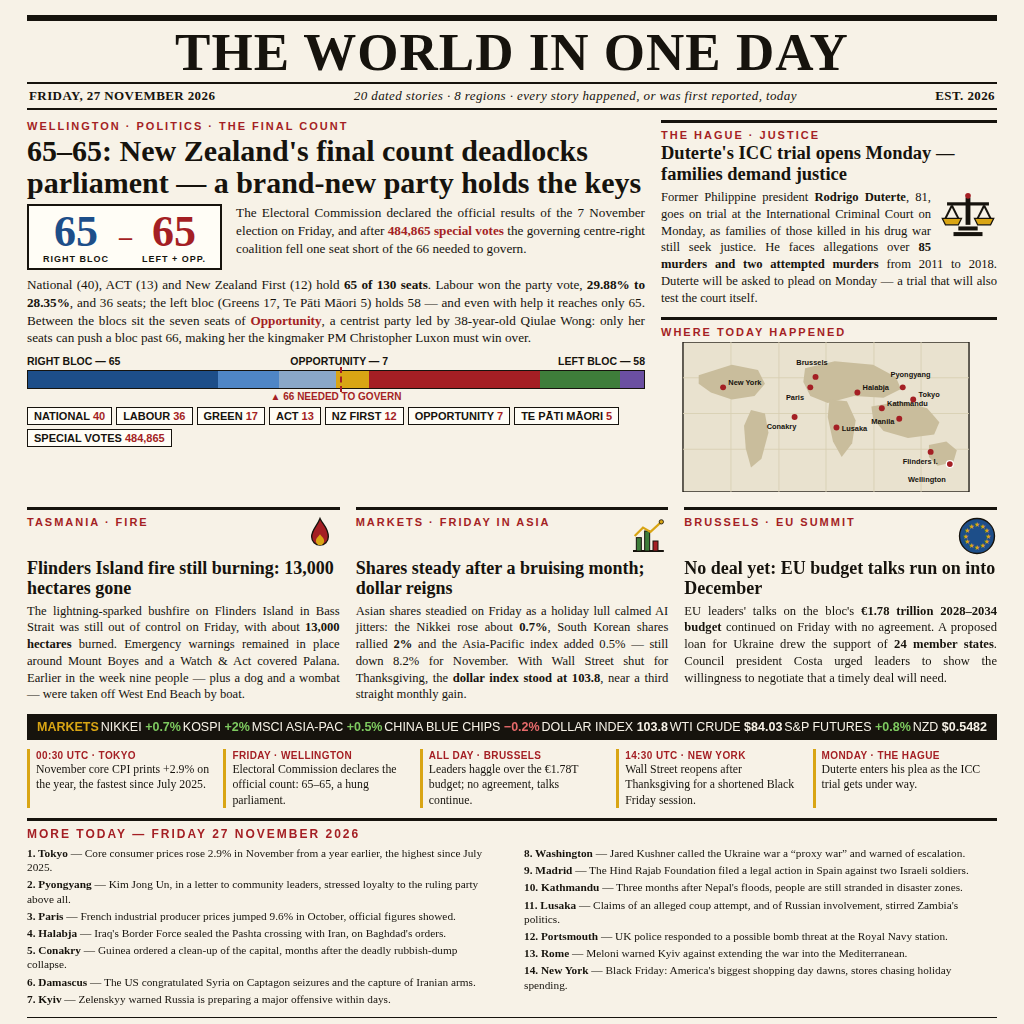 THE WORLD IN ONE DAY
FRIDAY, 27 NOVEMBER 2026
20 dated stories · 8 regions · every story happened, or was first reported, today
EST. 2026
WELLINGTON · POLITICS · THE FINAL COUNT
65–65: New Zealand's final count deadlocks
parliament — a brand-new party holds the keys
65 – 65
RIGHT BLOC LEFT + OPP.
The Electoral Commission declared the official results of the 7 November
election on Friday, and after 484,865 special votes the governing centre-right
coalition fell one seat short of the 66 needed to govern.
National (40), ACT (13) and New Zealand First (12) hold 65 of 130 seats. Labour won the party vote, 29.88% to
28.35%, and 36 seats; the left bloc (Greens 17, Te Pāti Māori 5) holds 58 — and even with help it reaches only 65.
Between the blocs sit the seven seats of Opportunity, a centrist party led by 38-year-old Qiulae Wong: only her
seats can push a bloc past 66, making her the kingmaker PM Christopher Luxon must win over.
RIGHT BLOC — 65 OPPORTUNITY — 7 LEFT BLOC — 58
▲ 66 NEEDED TO GOVERN
NATIONAL 40 LABOUR 36 GREEN 17 ACT 13 NZ FIRST 12 OPPORTUNITY 7 TE PĀTI MĀORI 5
SPECIAL VOTES 484,865
THE HAGUE · JUSTICE
Duterte's ICC trial opens Monday —
families demand justice
Former Philippine president Rodrigo Duterte, 81,
goes on trial at the International Criminal Court on
Monday, as families of those killed in his drug war
still seek justice. He faces allegations over 85
murders and two attempted murders from 2011 to 2018.
Duterte will be asked to plead on Monday — a trial that will also
test the court itself.
WHERE TODAY HAPPENED
Brussels
New York
Pyongyang
Halabja
Paris
Tokyo
Kathmandu
Conakry
Lusaka
Manila
Flinders I.
Wellington
TASMANIA · FIRE
Flinders Island fire still burning: 13,000
hectares gone
The lightning-sparked bushfire on Flinders Island in Bass
Strait was still out of control on Friday, with about 13,000
hectares burned. Emergency warnings remained in place
around Mount Boyes and a Watch & Act covered Palana.
Earlier in the week nine people — plus a dog and a wombat
— were taken off West End Beach by boat.
MARKETS · FRIDAY IN ASIA
Shares steady after a bruising month;
dollar reigns
Asian shares steadied on Friday as a holiday lull calmed AI
jitters: the Nikkei rose about 0.7%, South Korean shares
rallied 2% and the Asia-Pacific index added 0.5% — still
down 8.2% for November. With Wall Street shut for
Thanksgiving, the dollar index stood at 103.8, near a third
straight monthly gain.
BRUSSELS · EU SUMMIT
No deal yet: EU budget talks run on into
December
EU leaders' talks on the bloc's €1.78 trillion 2028–2034
budget continued on Friday with no agreement. A proposed
loan for Ukraine drew the support of 24 member states.
Council president Costa urged leaders to show the
willingness to negotiate that a timely deal will need.
MARKETS NIKKEI +0.7% KOSPI +2% MSCI ASIA-PAC +0.5% CHINA BLUE CHIPS −0.2% DOLLAR INDEX 103.8 WTI CRUDE $84.03 S&P FUTURES +0.8% NZD $0.5482
00:30 UTC · TOKYO
November core CPI prints +2.9% on
the year, the fastest since July 2025.
FRIDAY · WELLINGTON
Electoral Commission declares the
official count: 65–65, a hung
parliament.
ALL DAY · BRUSSELS
Leaders haggle over the €1.78T
budget; no agreement, talks
continue.
14:30 UTC · NEW YORK
Wall Street reopens after
Thanksgiving for a shortened Black
Friday session.
MONDAY · THE HAGUE
Duterte enters his plea as the ICC
trial gets under way.
MORE TODAY — FRIDAY 27 NOVEMBER 2026
1. Tokyo — Core consumer prices rose 2.9% in November from a year earlier, the highest since July
2025.
2. Pyongyang — Kim Jong Un, in a letter to community leaders, stressed loyalty to the ruling party
above all.
3. Paris — French industrial producer prices jumped 9.6% in October, official figures showed.
4. Halabja — Iraq's Border Force sealed the Pashta crossing with Iran, on Baghdad's orders.
5. Conakry — Guinea ordered a clean-up of the capital, months after the deadly rubbish-dump
collapse.
6. Damascus — The US congratulated Syria on Captagon seizures and the capture of Iranian arms.
7. Kyiv — Zelenskyy warned Russia is preparing a major offensive within days.
8. Washington — Jared Kushner called the Ukraine war a “proxy war” and warned of escalation.
9. Madrid — The Hind Rajab Foundation filed a legal action in Spain against two Israeli soldiers.
10. Kathmandu — Three months after Nepal's floods, people are still stranded in disaster zones.
11. Lusaka — Claims of an alleged coup attempt, and of Russian involvement, stirred Zambia's
politics.
12. Portsmouth — UK police responded to a possible bomb threat at the Royal Navy station.
13. Rome — Meloni warned Kyiv against extending the war into the Mediterranean.
14. New York — Black Friday: America's biggest shopping day dawns, stores chasing holiday
spending.